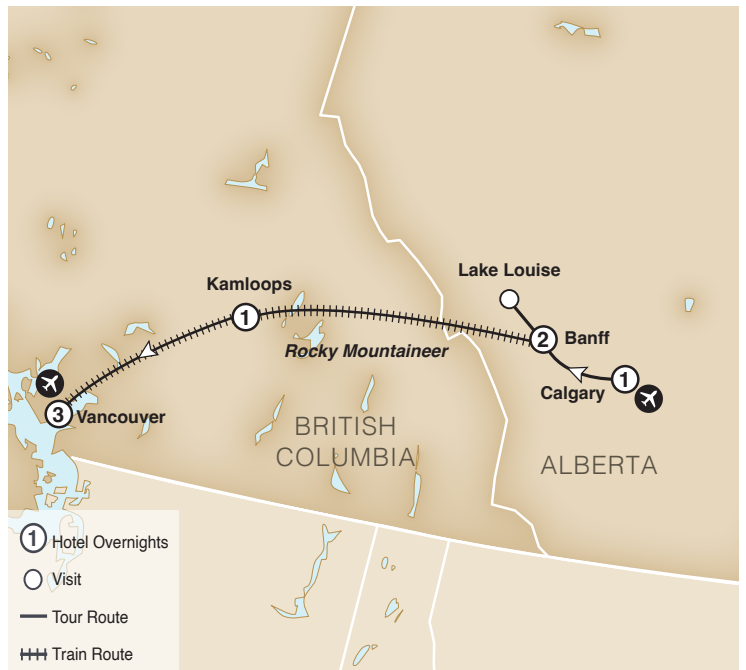 Lake Louise
Kamloops
1
2
Banff
Rocky Mountaineer
Calgary
1
3
Vancouver
BRITISH
COLUMBIA
ALBERTA
1 Hotel Overnights
Visit
Tour Route
Train Route